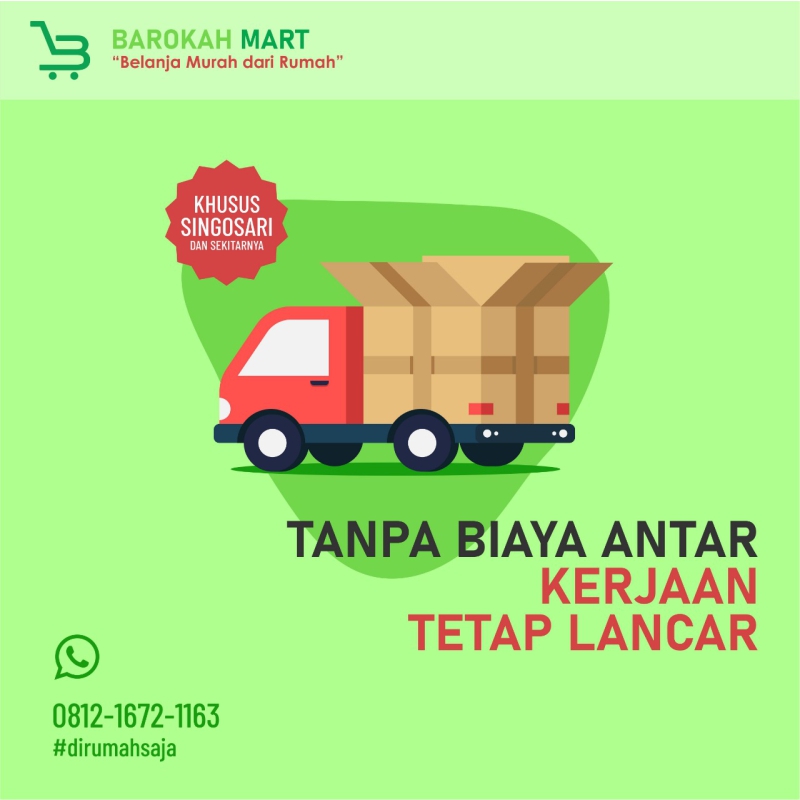 BAROKAH MART
“Belanja Murah dari Rumah”
KHUSUS
SINGOSARI
DAN SEKITARNYA
TANPA BIAYA ANTAR
KERJAAN
TETAP LANCAR
0812-1672-1163
#dirumahsaja